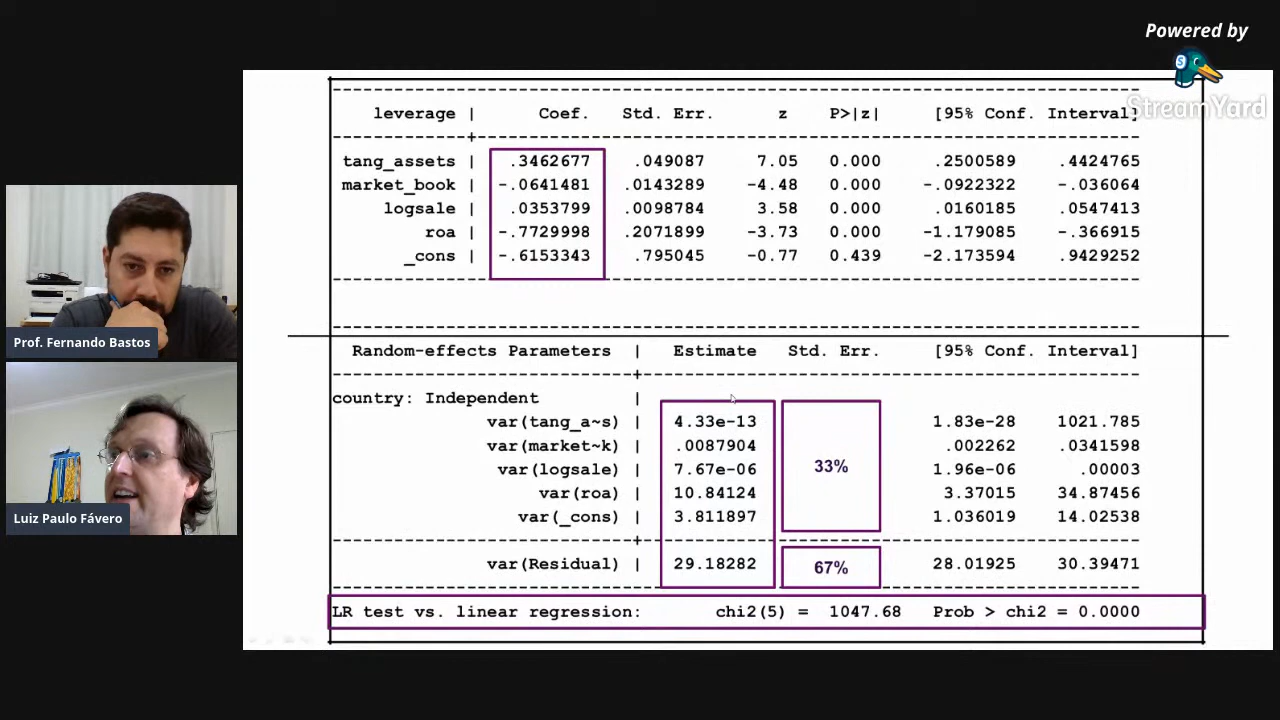 Powered by
StreamYard
leverage | Coef. Std. Err. z P>|z| [95% Conf. Interval]
tang_assets | .3462677 .049087 7.05 0.000 .2500589 .4424765
market_book | -.0641481 .0143289 -4.48 0.000 -.0922322 -.036064
logsale | .0353799 .0098784 3.58 0.000 .0160185 .0547413
roa | -.7729998 .2071899 -3.73 0.000 -1.179085 -.366915
_cons | -.6153343 .795045 -0.77 0.439 -2.173594 .9429252
Random-effects Parameters | Estimate Std. Err. [95% Conf. Interval]
country: Independent |
var(tang_a~s) | 4.33e-13 1.83e-28 1021.785
var(market~k) | .0087904 .002262 .0341598
var(logsale) | 7.67e-06 33% 1.96e-06 .00003
var(roa) | 10.84124 3.37015 34.87456
var(_cons) | 3.811897 1.036019 14.02538
var(Residual) | 29.18282 67% 28.01925 30.39471
LR test vs. linear regression: chi2(5) = 1047.68 Prob > chi2 = 0.0000
Prof. Fernando Bastos
Luiz Paulo Fávero